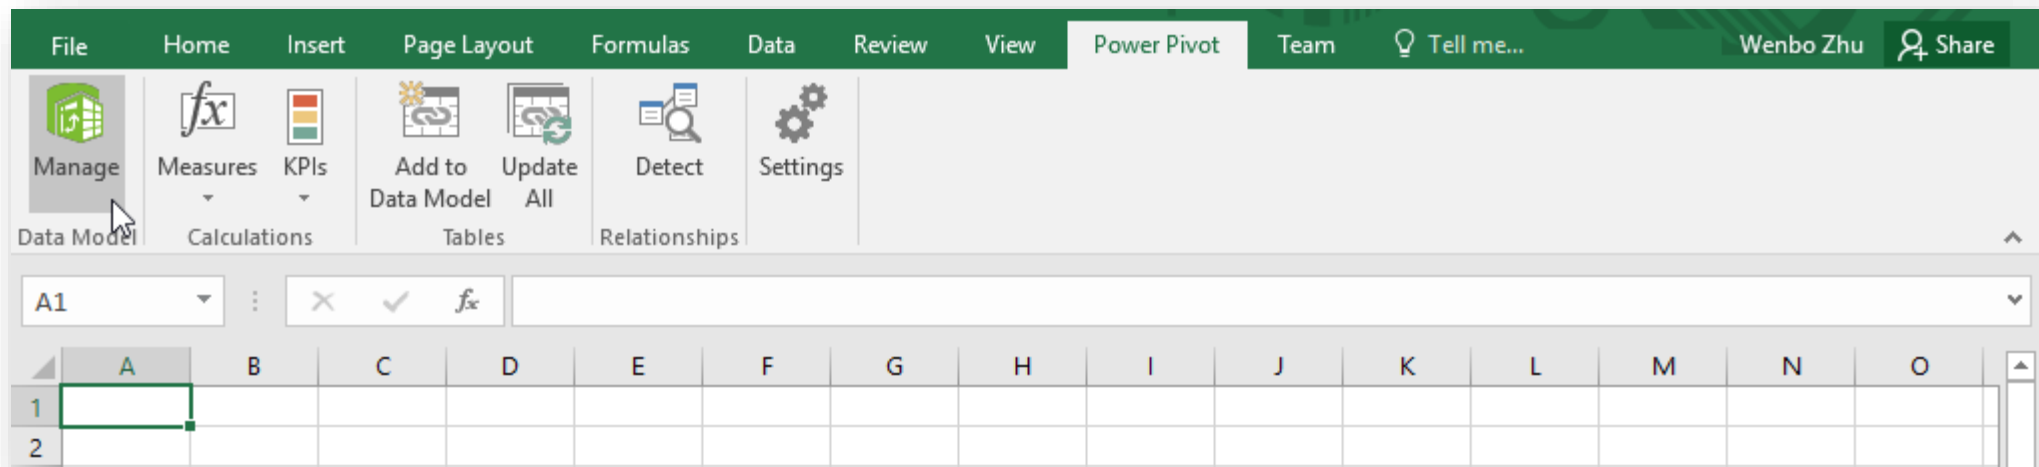 File Home Insert Page Layout Formulas Data Review View Power Pivot Team Tell me... Wenbo Zhu Share
fx
Manage Measures KPIs Add to Update Detect Settings
Data Model All
Data Model Calculations Tables Relationships
A1 fx
A B C D E F G H I J K L M N O
1
2